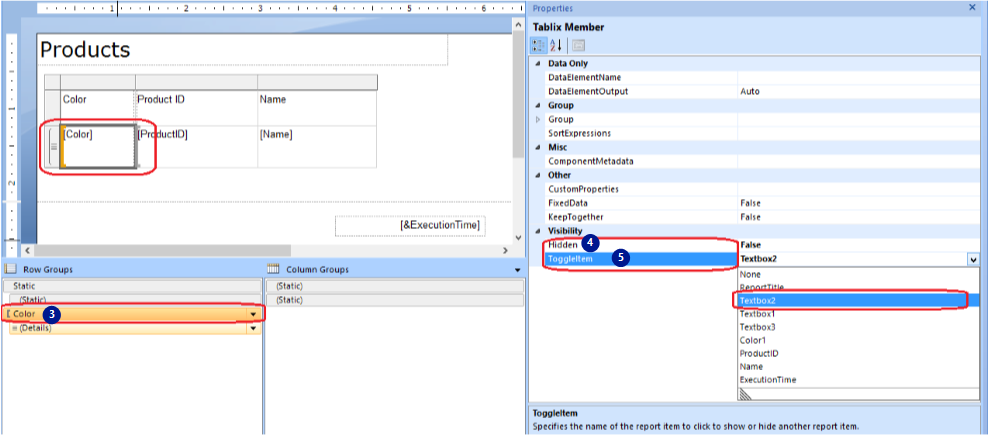 1 2 3 4 5 6
Products
Color Product ID Name
[Color] [ProductID] [Name]
1
2
[&ExecutionTime]
Row Groups Column Groups
Static (Static)
(Static) (Static)
[ Color 3
(Details)
Properties
Tablix Member
Data Only
DataElementName
DataElementOutput Auto
Group
Group
SortExpressions
Misc
ComponentMetadata
Other
CustomProperties
FixedData False
KeepTogether False
Visibility
Hidden 4 False
ToggleItem 5 Textbox2
None
ReportTitle
Textbox2
Textbox1
Textbox3
Color1
ProductID
Name
ExecutionTime
ToggleItem
Specifies the name of the report item to click to show or hide another report item.